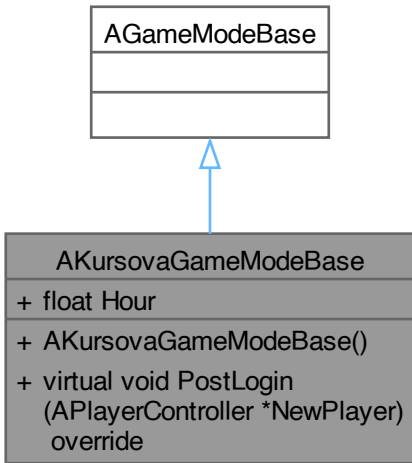 AGameModeBase
AKursovaGameModeBase
+ float Hour
+ AKursovaGameModeBase()
+ virtual void PostLogin
(APlayerController *NewPlayer)
override